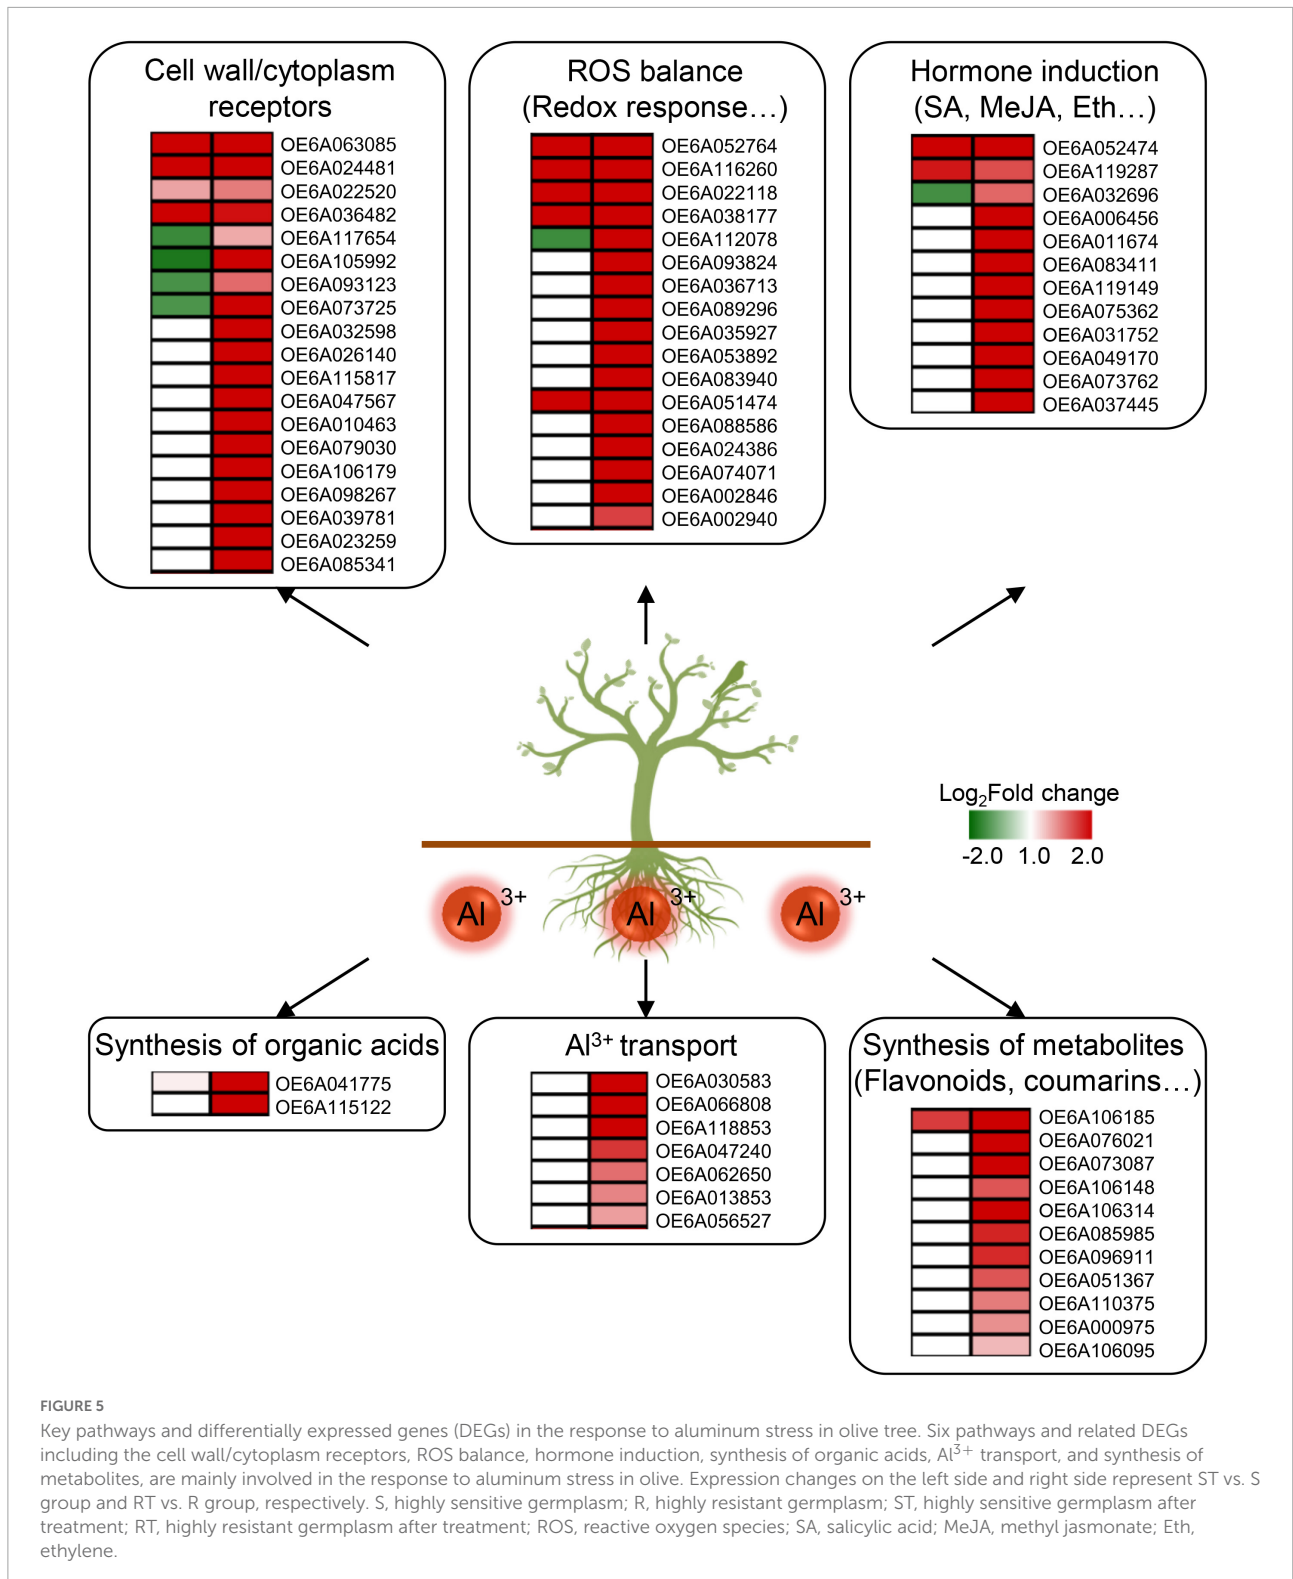 Cell wall/cytoplasm
receptors
OE6A063085
OE6A024481
OE6A022520
OE6A036482
OE6A117654
OE6A105992
OE6A093123
OE6A073725
OE6A032598
OE6A026140
OE6A115817
OE6A047567
OE6A010463
OE6A079030
OE6A106179
OE6A098267
OE6A039781
OE6A023259
OE6A085341
ROS balance
(Redox response…)
OE6A052764
OE6A116260
OE6A022118
OE6A038177
OE6A112078
OE6A093824
OE6A036713
OE6A089296
OE6A035927
OE6A053892
OE6A083940
OE6A051474
OE6A088586
OE6A024386
OE6A074071
OE6A002846
OE6A002940
Hormone induction
(SA, MeJA, Eth…)
OE6A052474
OE6A119287
OE6A032696
OE6A006456
OE6A011674
OE6A083411
OE6A119149
OE6A075362
OE6A031752
OE6A049170
OE6A073762
OE6A037445
Log₂Fold change
-2.0 1.0 2.0
Al 3+
Al 3+
Al 3+
Synthesis of organic acids
OE6A041775
OE6A115122
Al³⁺ transport
OE6A030583
OE6A066808
OE6A118853
OE6A047240
OE6A062650
OE6A013853
OE6A056527
Synthesis of metabolites
(Flavonoids, coumarins…)
OE6A106185
OE6A076021
OE6A073087
OE6A106148
OE6A106314
OE6A085985
OE6A096911
OE6A051367
OE6A110375
OE6A000975
OE6A106095
FIGURE 5
Key pathways and differentially expressed genes (DEGs) in the response to aluminum stress in olive tree. Six pathways and related DEGs
including the cell wall/cytoplasm receptors, ROS balance, hormone induction, synthesis of organic acids, Al³⁺ transport, and synthesis of
metabolites, are mainly involved in the response to aluminum stress in olive. Expression changes on the left side and right side represent ST vs. S
group and RT vs. R group, respectively. S, highly sensitive germplasm; R, highly resistant germplasm; ST, highly sensitive germplasm after
treatment; RT, highly resistant germplasm after treatment; ROS, reactive oxygen species; SA, salicylic acid; MeJA, methyl jasmonate; Eth,
ethylene.